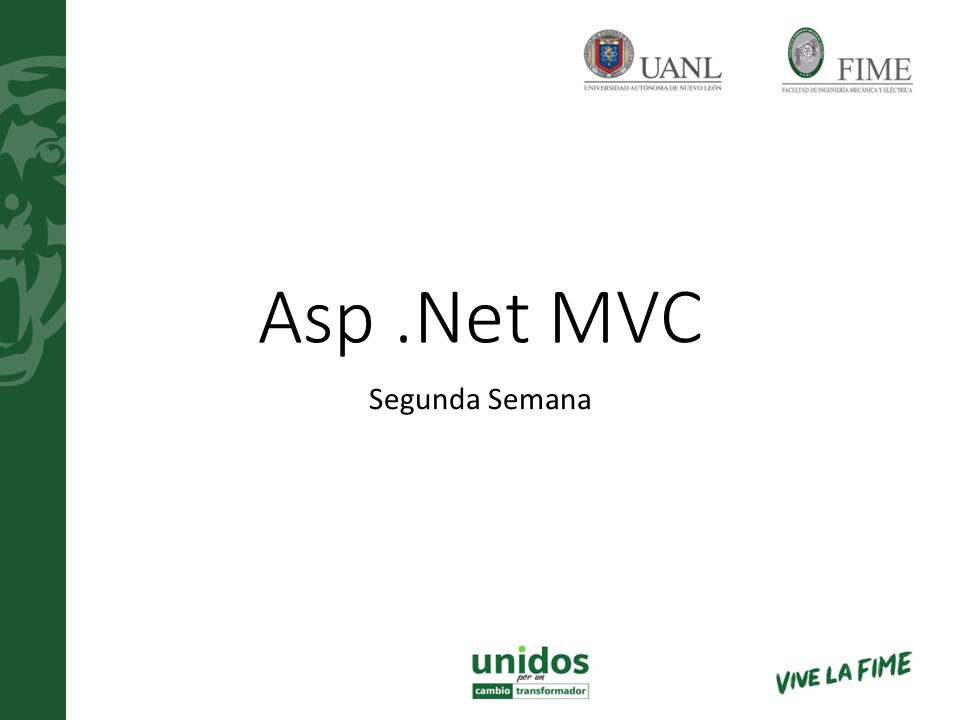 UANL
UNIVERSIDAD AUTÓNOMA DE NUEVO LEÓN
FIME
FACULTAD DE INGENIERÍA MECÁNICA Y ELÉCTRICA
Asp .Net MVC
Segunda Semana
unidos
por un
cambio transformador
VIVE LA FIME